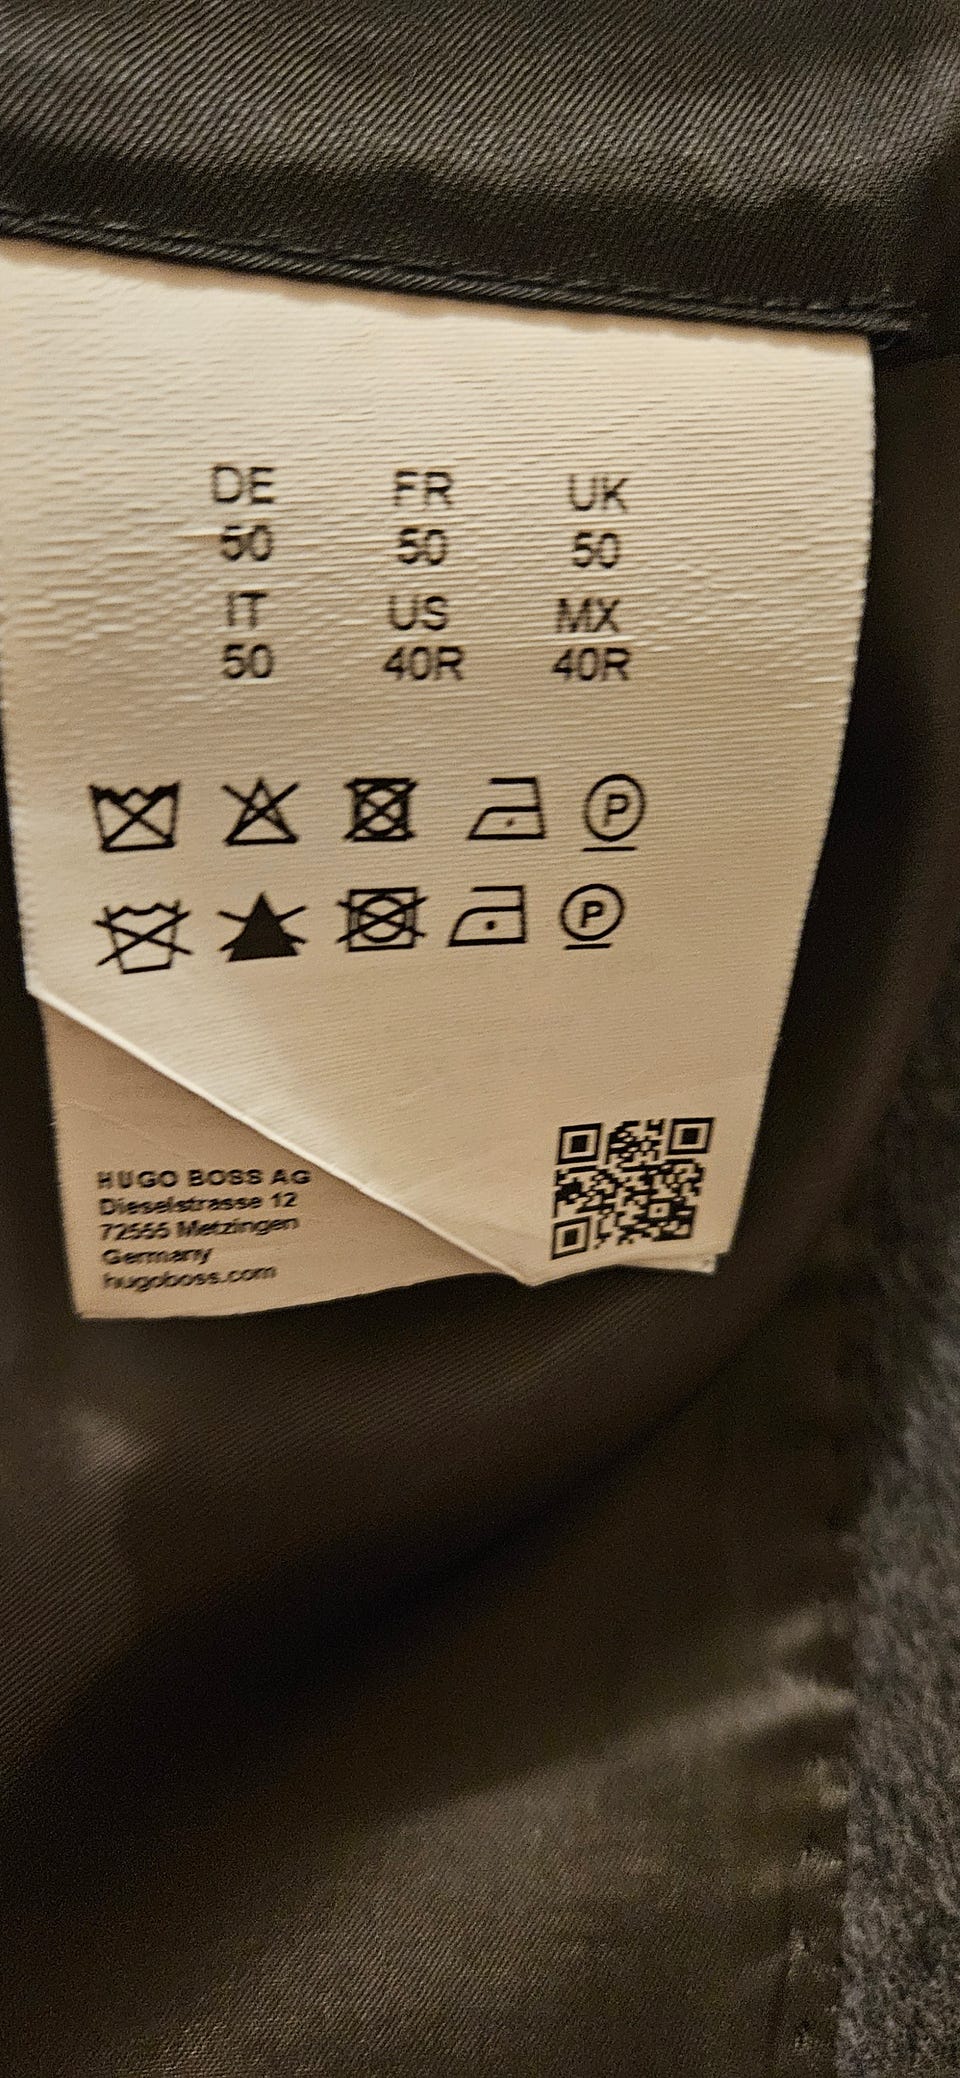 DE FR UK
50 50 50
IT US MX
50 40R 40R
P
P
HUGO BOSS AG
Dieselstrasse 12
72555 Metzingen
Germany
hugoboss.com